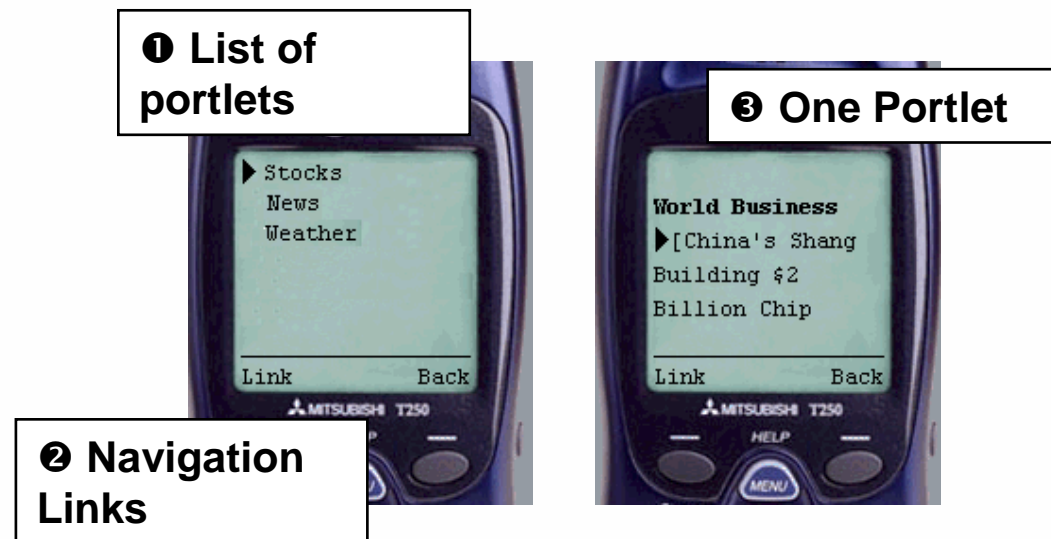 ❶ List of
portlets
Stocks
News
Weather
Link Back
MITSUBISHI T250
❷ Navigation
Links
❸ One Portlet
World Business
[China's Shang
Building $2
Billion Chip
Link Back
MITSUBISHI T250
HELP
MENU